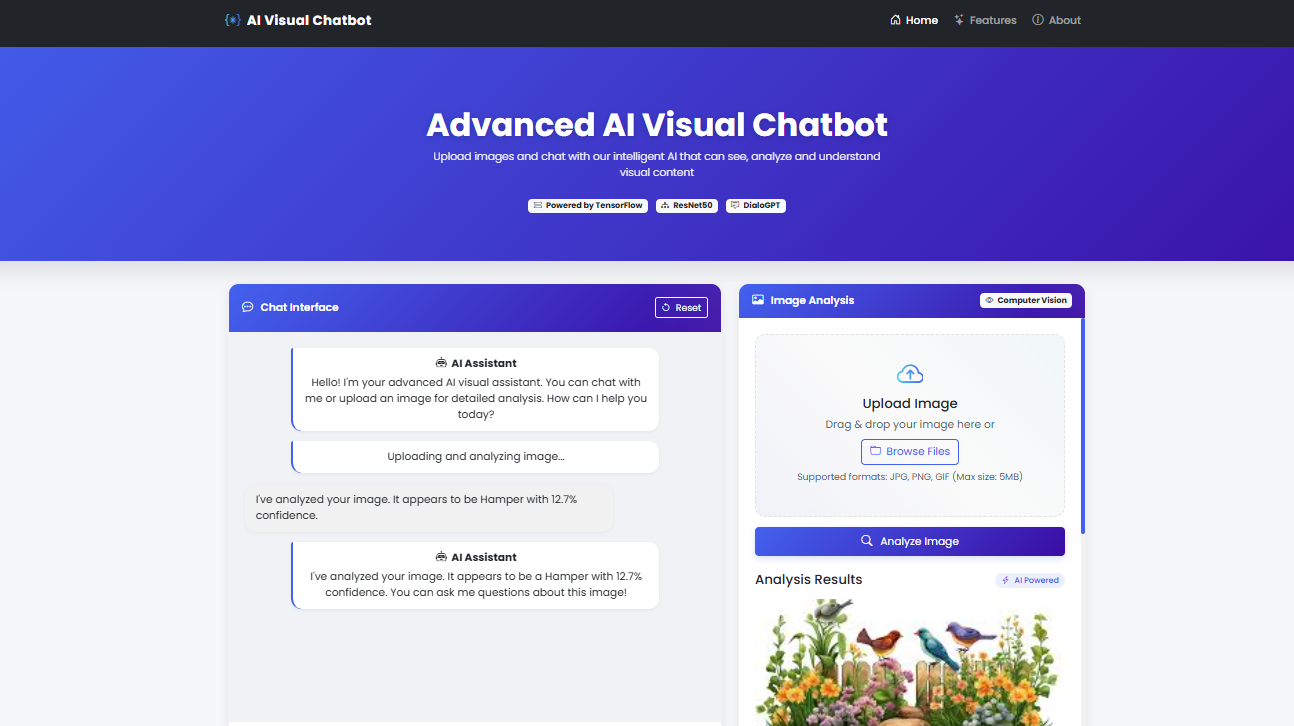 AI Visual Chatbot
Home
Features
About
Advanced AI Visual Chatbot
Upload images and chat with our intelligent AI that can see, analyze and understand
visual content
Powered by TensorFlow
ResNet50
DialoGPT
Chat Interface
Reset
AI Assistant
Hello! I'm your advanced AI visual assistant. You can chat with
me or upload an image for detailed analysis. How can I help you
today?
Uploading and analyzing image...
I've analyzed your image. It appears to be Hamper with 12.7%
confidence.
AI Assistant
I've analyzed your image. It appears to be a Hamper with 12.7%
confidence. You can ask me questions about this image!
Image Analysis
Computer Vision
Upload Image
Drag & drop your image here or
Browse Files
Supported formats: JPG, PNG, GIF (Max size: 5MB)
Analyze Image
Analysis Results
AI Powered